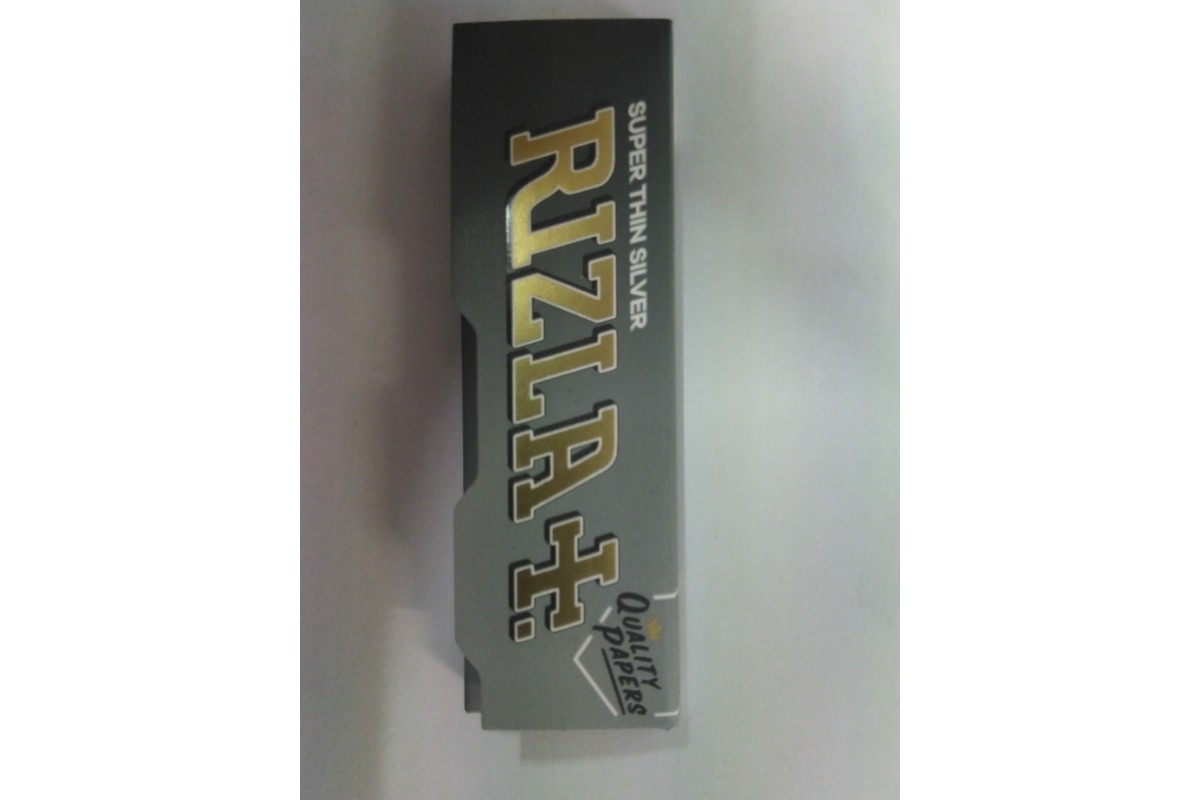 SUPER THIN SILVER
RIZLA+.
QUALITY
PAPERS